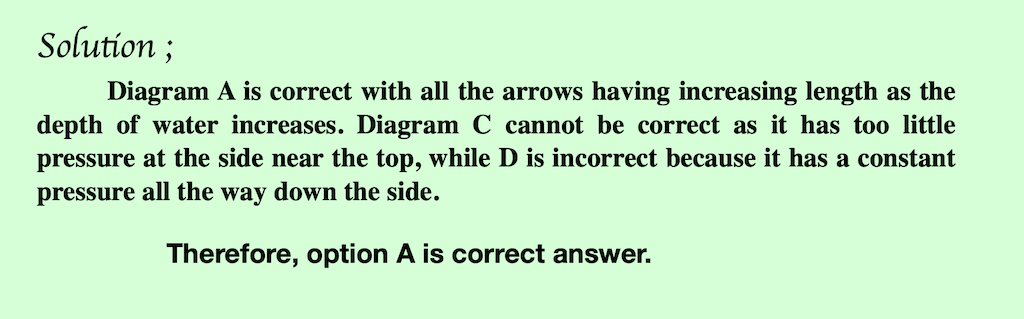 Solution ;
Diagram A is correct with all the arrows having increasing length as the
depth of water increases. Diagram C cannot be correct as it has too little
pressure at the side near the top, while D is incorrect because it has a constant
pressure all the way down the side.
Therefore, option A is correct answer.